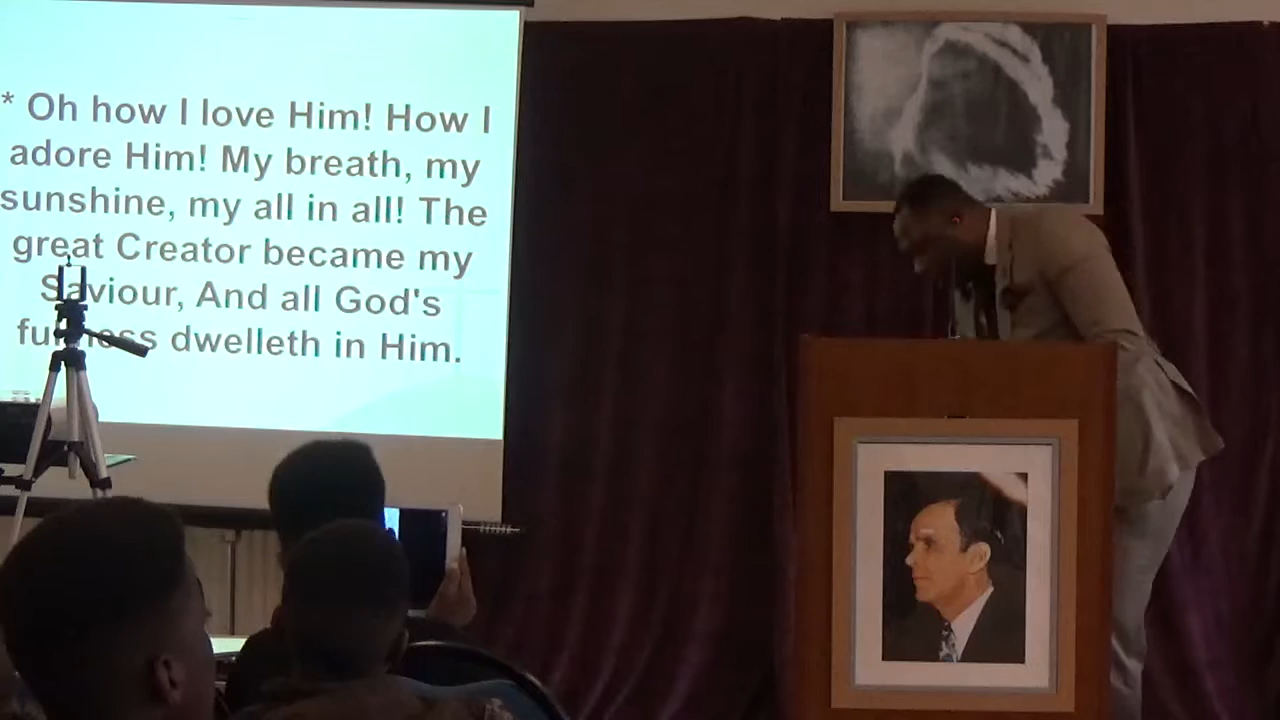 * Oh how I love Him! How I
adore Him! My breath, my
sunshine, my all in all! The
great Creator became my
Saviour, And all God's
fulness dwelleth in Him.